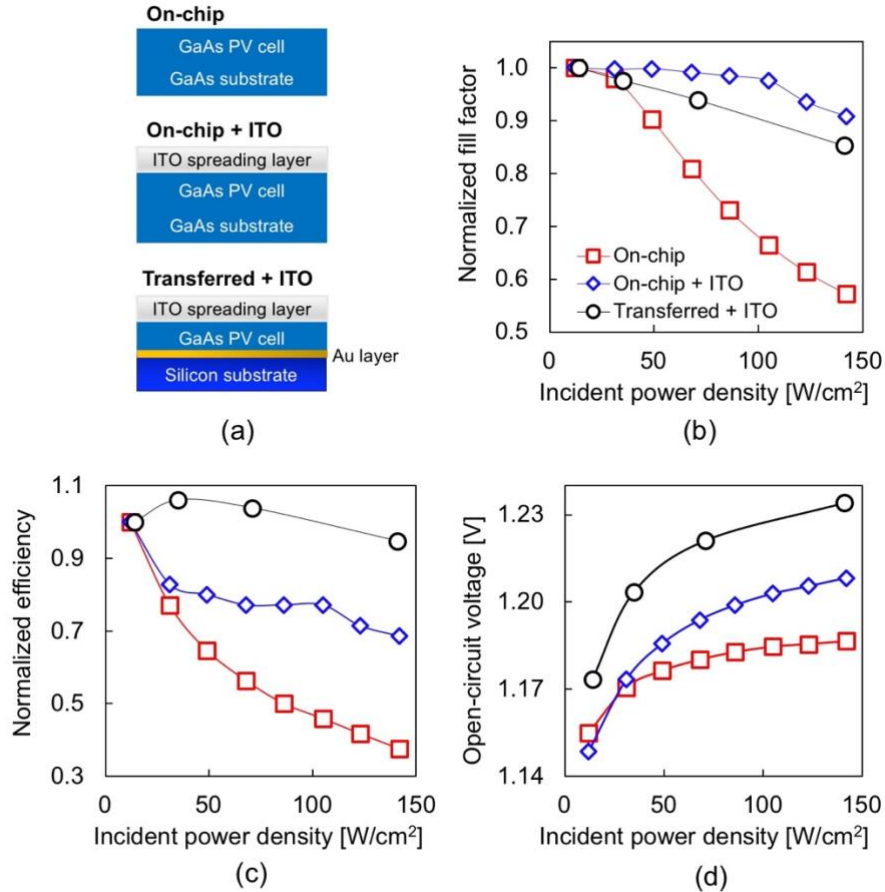 On-chip
GaAs PV cell
GaAs substrate
On-chip + ITO
ITO spreading layer
GaAs PV cell
GaAs substrate
Transferred + ITO
ITO spreading layer
GaAs PV cell
Au layer
Silicon substrate
(a)
Normalized fill factor
1.0
0.9
0.8
0.7
0.6
0.5
On-chip
On-chip + ITO
Transferred + ITO
0 50 100 150
Incident power density [W/cm²]
(b)
Normalized efficiency
1.1
0.9
0.7
0.5
0.3
0 50 100 150
Incident power density [W/cm²]
(c)
Open-circuit voltage [V]
1.23
1.20
1.17
1.14
0 50 100 150
Incident power density [W/cm²]
(d)